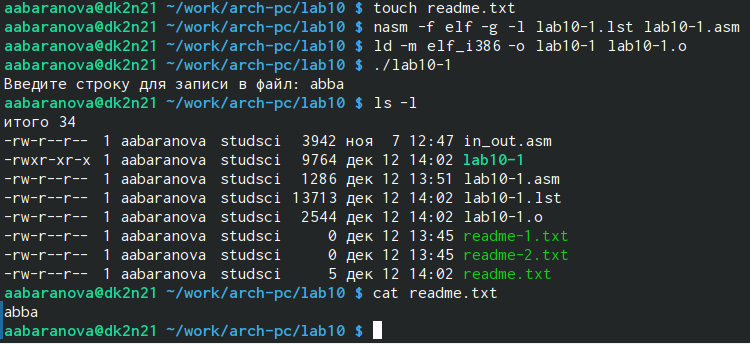 aabaranova@dk2n21 ~/work/arch-pc/lab10 $ touch readme.txt
aabaranova@dk2n21 ~/work/arch-pc/lab10 $ nasm -f elf -g -l lab10-1.lst lab10-1.asm
aabaranova@dk2n21 ~/work/arch-pc/lab10 $ ld -m elf_i386 -o lab10-1 lab10-1.o
aabaranova@dk2n21 ~/work/arch-pc/lab10 $ ./lab10-1
Введите строку для записи в файл: abba
aabaranova@dk2n21 ~/work/arch-pc/lab10 $ ls -l
итого 34
-rw-r--r-- 1 aabaranova studsci  3942 ноя  7 12:47 in_out.asm
-rwxr-xr-x 1 aabaranova studsci  9764 дек 12 14:02 lab10-1
-rw-r--r-- 1 aabaranova studsci  1286 дек 12 13:51 lab10-1.asm
-rw-r--r-- 1 aabaranova studsci 13713 дек 12 14:02 lab10-1.lst
-rw-r--r-- 1 aabaranova studsci  2544 дек 12 14:02 lab10-1.o
-rw-r--r-- 1 aabaranova studsci     0 дек 12 13:45 readme-1.txt
-rw-r--r-- 1 aabaranova studsci     0 дек 12 13:45 readme-2.txt
-rw-r--r-- 1 aabaranova studsci     5 дек 12 14:02 readme.txt
aabaranova@dk2n21 ~/work/arch-pc/lab10 $ cat readme.txt
abba
aabaranova@dk2n21 ~/work/arch-pc/lab10 $